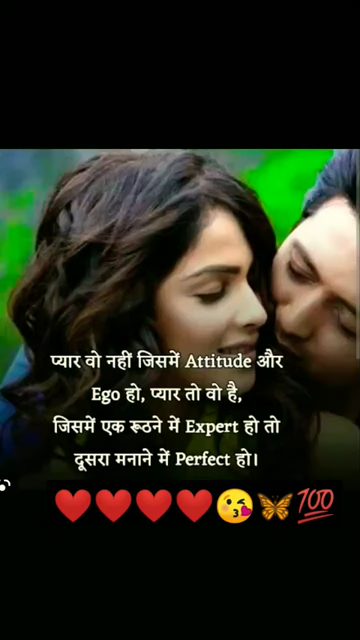 प्यार वो नहीं जिसमें Attitude और
Ego हो, प्यार तो वो है,
जिसमें एक रूठने में Expert हो तो
दूसरा मनाने में Perfect हो।
❤️❤️❤️❤️😘🦋💯